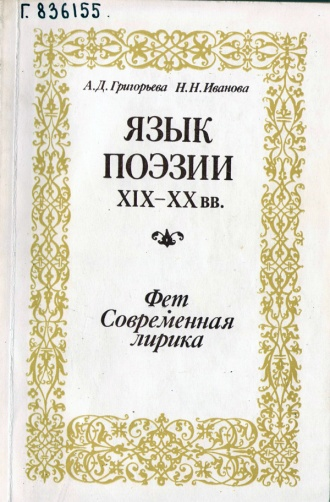 Г. 836155.
А.Д.Григорьева Н.Н.Иванова
ЯЗЫК
ПОЭЗИИ
XIX–XX вв.
Фет
Современная
лирика